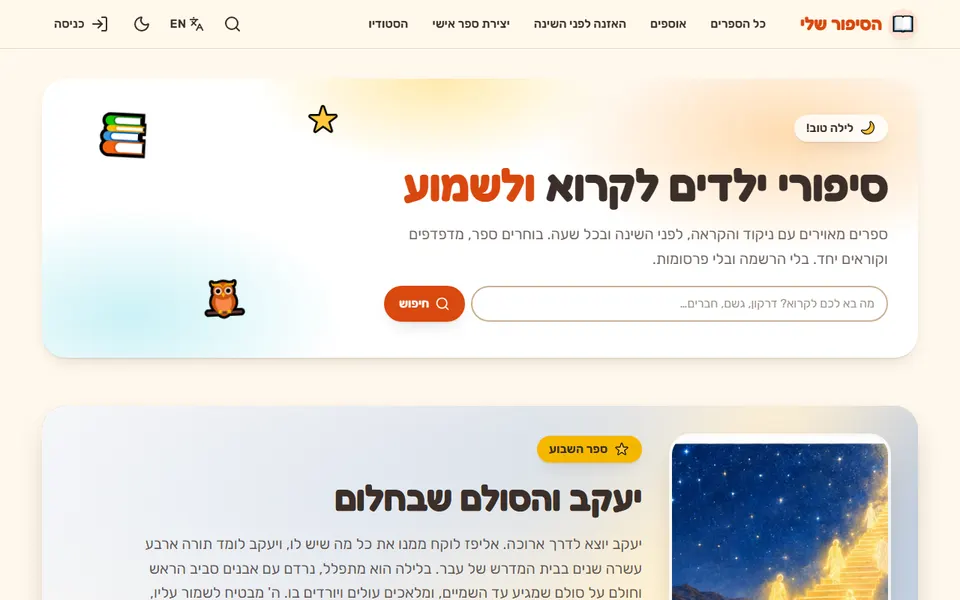 הסיפור שלי
כל הספרים
אוספים
האזנה לפני השינה
יצירת ספר אישי
הסטודיו
EN
כניסה
לילה טוב!
סיפורי ילדים לקרוא ולשמוע
ספרים מאוירים עם ניקוד והקראה, לפני השינה ובכל שעה. בוחרים ספר, מדפדפים
וקוראים יחד. בלי הרשמה ובלי פרסומות.
מה בא לכם לקרוא? דרקון, גשם, חברים...
חיפוש
ספר השבוע
יעקב והסולם שבחלום
יעקב יוצא לדרך ארוכה. אליפז לוקח ממנו את כל מה שיש לו, ויעקב לומד תורה ארבע
עשרה שנים בבית המדרש של עבר. בלילה הוא מתפלל, נרדם עם אבנים סביב הראש
וחולם על סולם שמגיע עד השמיים, ומלאכים עולים ויורדים בו. ה' מבטיח לשמור עליו,